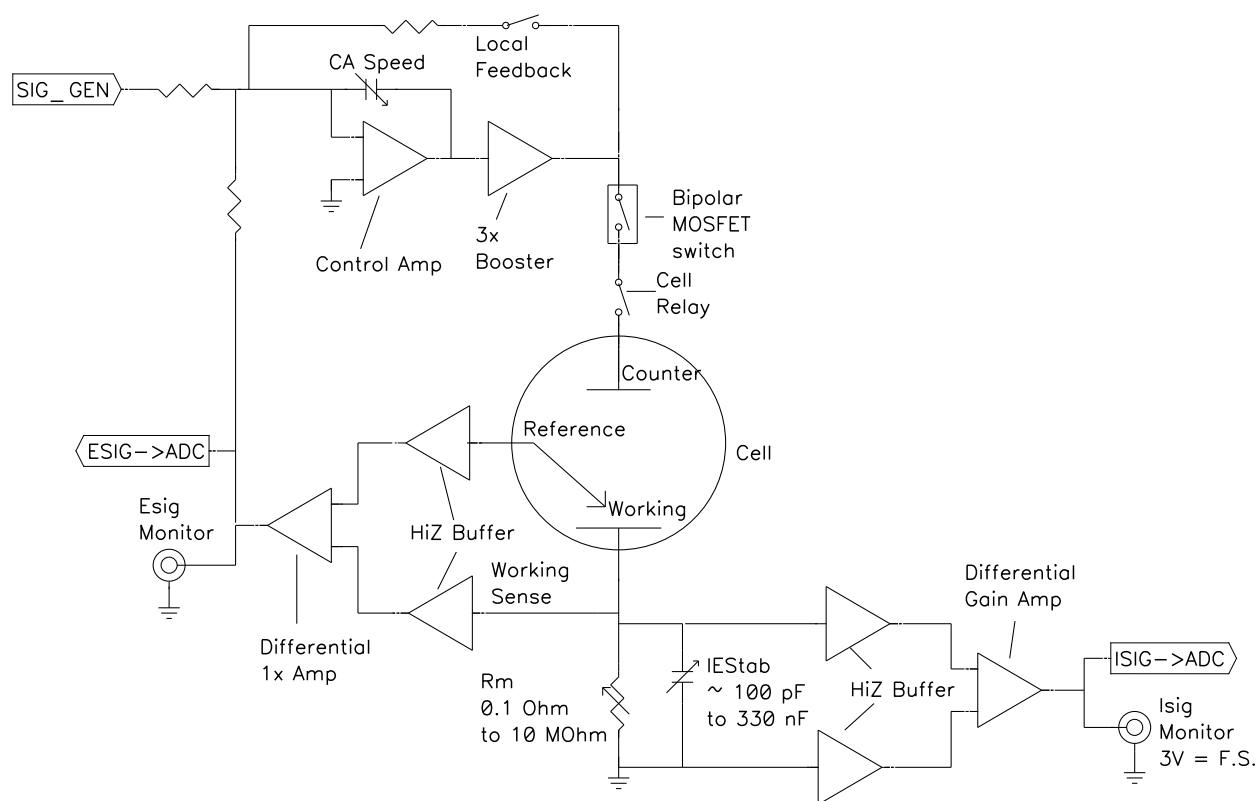 Local
Feedback
CA Speed
SIG_GEN
Bipolar
MOSFET
switch
3x
Booster
Control Amp
Cell
Relay
Counter
Reference
Cell
ESIG->ADC
Esig
Monitor
Working
HiZ Buffer
Working
Sense
Differential
Gain Amp
Differential
1x Amp
ISIG->ADC
IEStab
~ 100 pF
to 330 nF
Rm
0.1 Ohm
to 10 MOhm
HiZ Buffer
Isig
Monitor
3V = F.S.